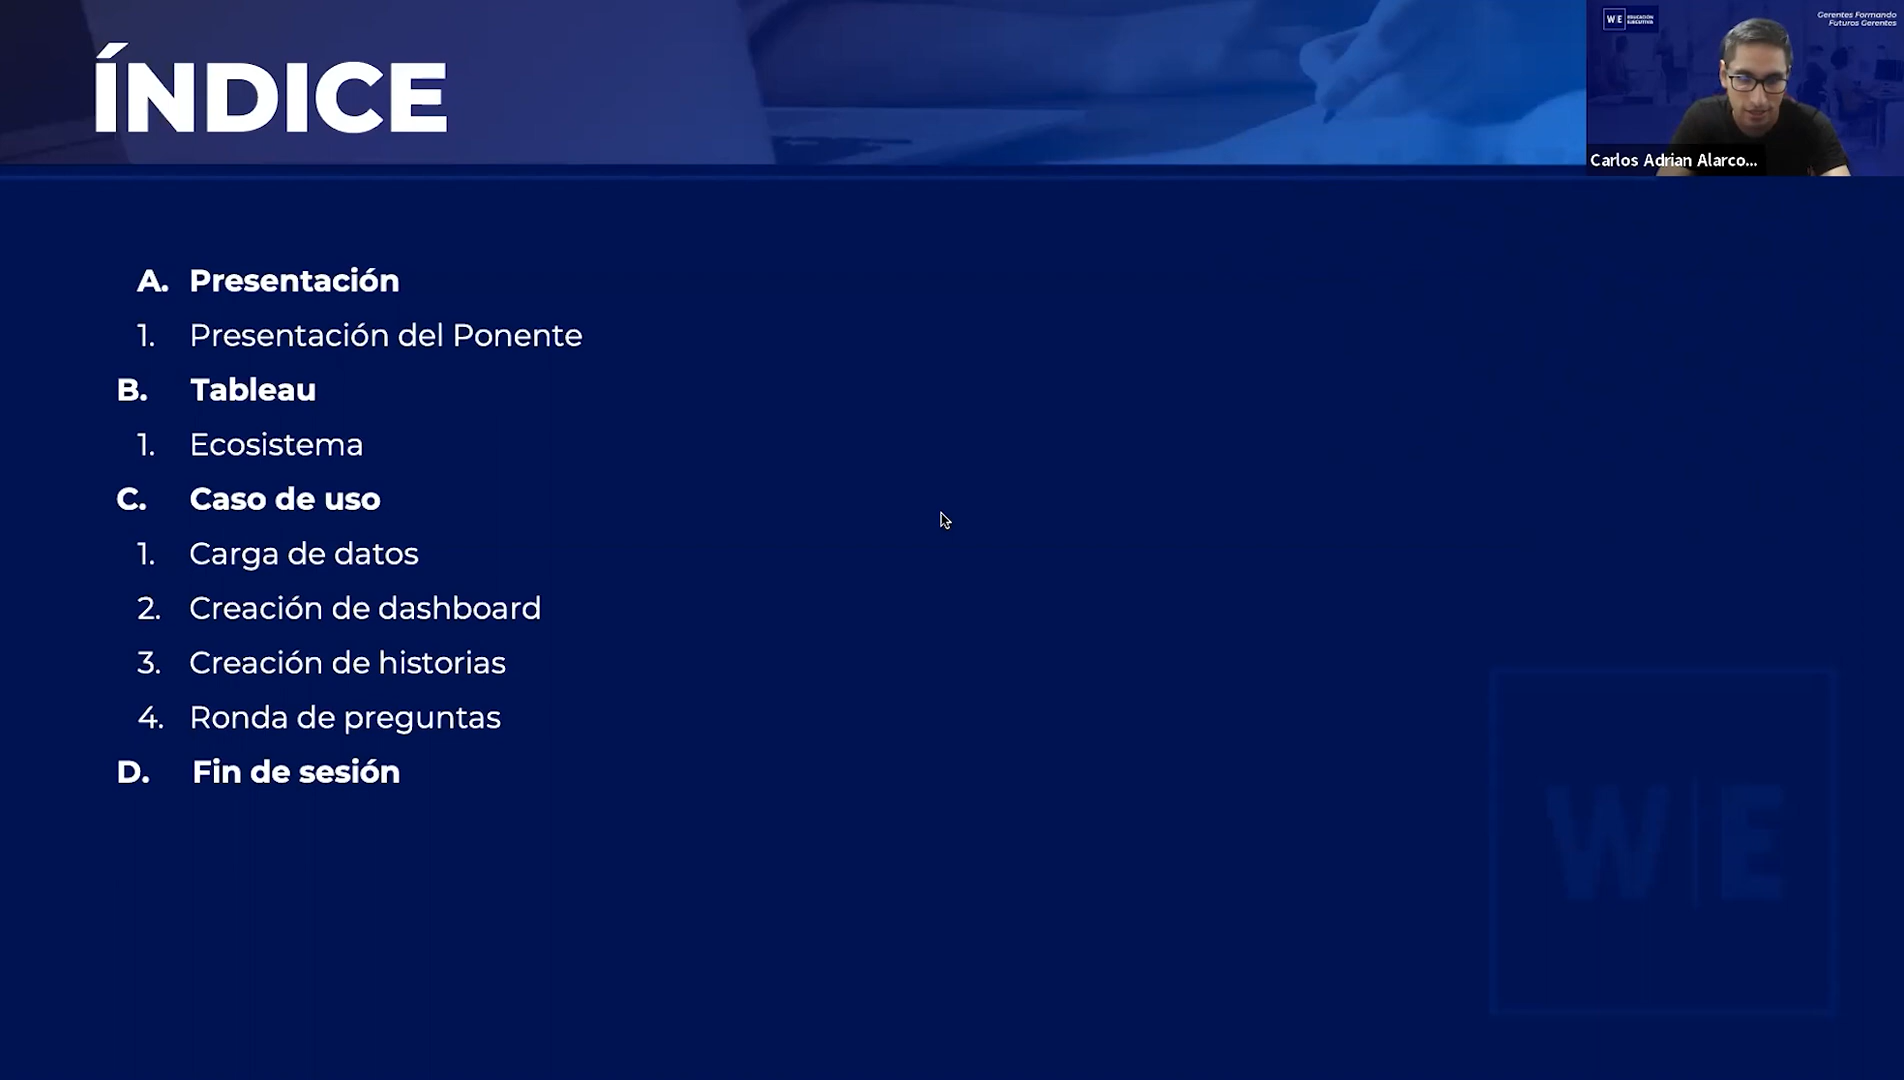 ÍNDICE
W|E EDUCACIÓN
EJECUTIVA
Gerentes Formando
Futuros Gerentes
Carlos Adrian Alarco...
A. Presentación
1. Presentación del Ponente
B. Tableau
1. Ecosistema
C. Caso de uso
1. Carga de datos
2. Creación de dashboard
3. Creación de historias
4. Ronda de preguntas
D. Fin de sesión
W|E